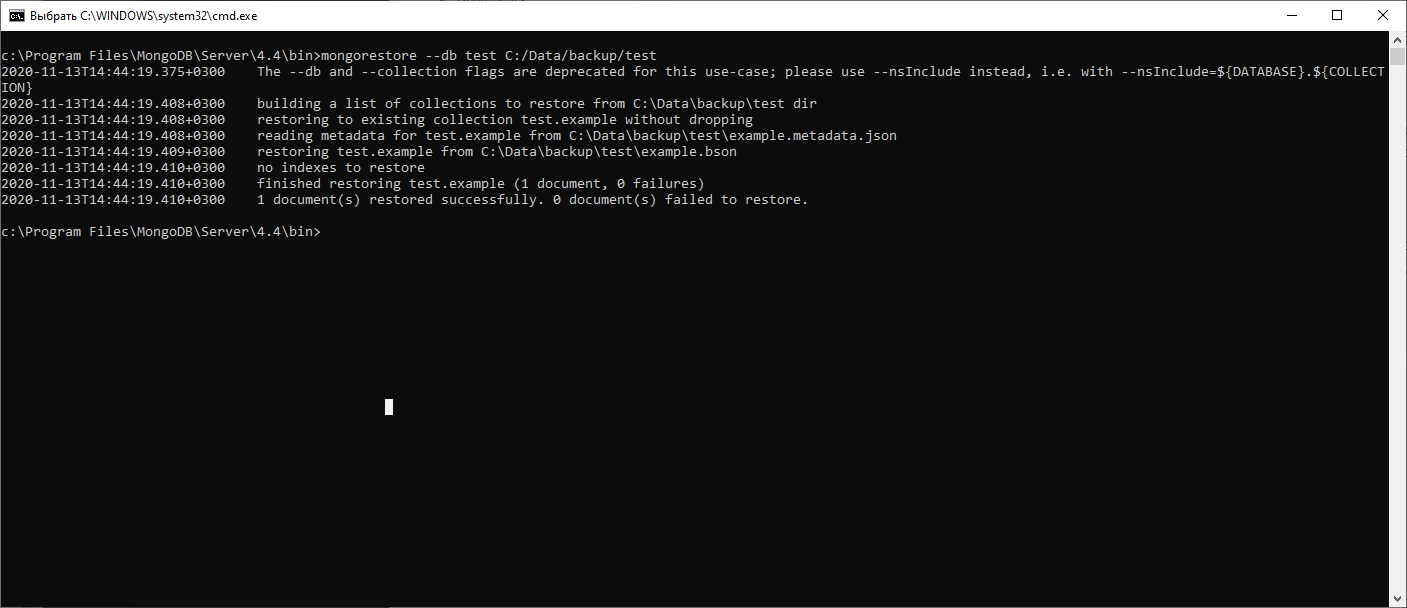 Выбрать C:\WINDOWS\system32\cmd.exe
c:\Program Files\MongoDB\Server\4.4\bin>mongorestore --db test C:/Data/backup/test
2020-11-13T14:44:19.375+0300    The --db and --collection flags are deprecated for this use-case; please use --nsInclude instead, i.e. with --nsInclude=${DATABASE}.${COLLECT
ION}
2020-11-13T14:44:19.408+0300    building a list of collections to restore from C:\Data\backup\test dir
2020-11-13T14:44:19.408+0300    restoring to existing collection test.example without dropping
2020-11-13T14:44:19.408+0300    reading metadata for test.example from C:\Data\backup\test\example.metadata.json
2020-11-13T14:44:19.409+0300    restoring test.example from C:\Data\backup\test\example.bson
2020-11-13T14:44:19.410+0300    no indexes to restore
2020-11-13T14:44:19.410+0300    finished restoring test.example (1 document, 0 failures)
2020-11-13T14:44:19.410+0300    1 document(s) restored successfully. 0 document(s) failed to restore.
c:\Program Files\MongoDB\Server\4.4\bin>